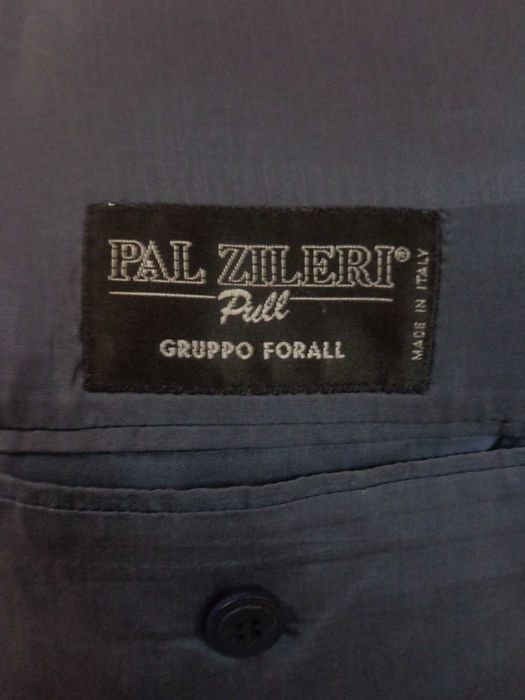 PAL ZILERI®
Pull
GRUPPO FORALL
MADE IN ITALY